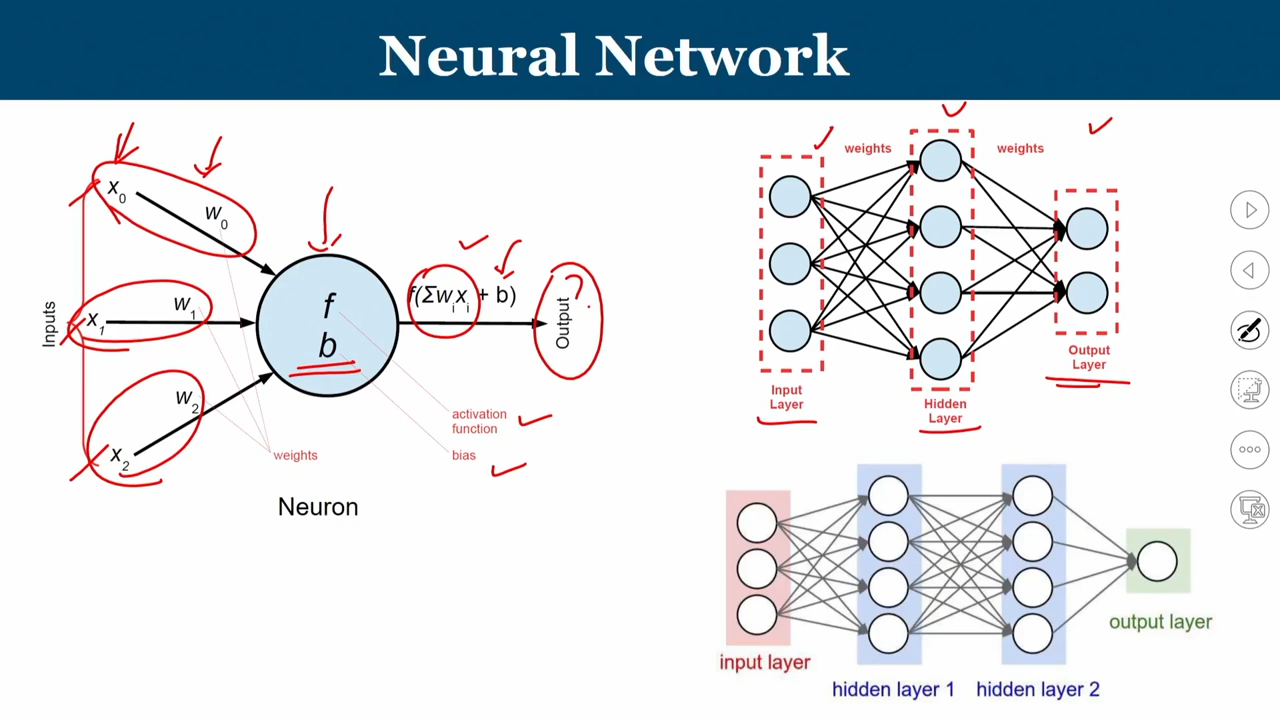 Neural Network
x0
w0
x1
w1
x2
w2
Inputs
f
b
f(Σwixi + b)
Output
?
activation
function
bias
weights
Neuron
weights
weights
Input
Layer
Hidden
Layer
Output
Layer
input layer
hidden layer 1
hidden layer 2
output layer